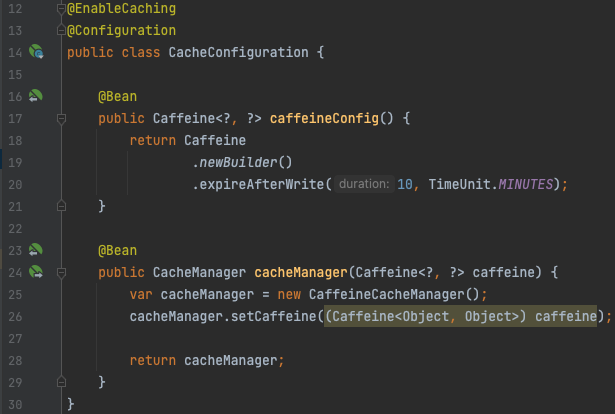 12 @EnableCaching
13 @Configuration
14 public class CacheConfiguration {
15
16     @Bean
17     public Caffeine<?, ?> caffeineConfig() {
18         return Caffeine
19                 .newBuilder()
20                 .expireAfterWrite( duration: 10, TimeUnit.MINUTES);
21     }
22
23     @Bean
24     public CacheManager cacheManager(Caffeine<?, ?> caffeine) {
25         var cacheManager = new CaffeineCacheManager();
26         cacheManager.setCaffeine((Caffeine<Object, Object>) caffeine);
27
28         return cacheManager;
29     }
30 }